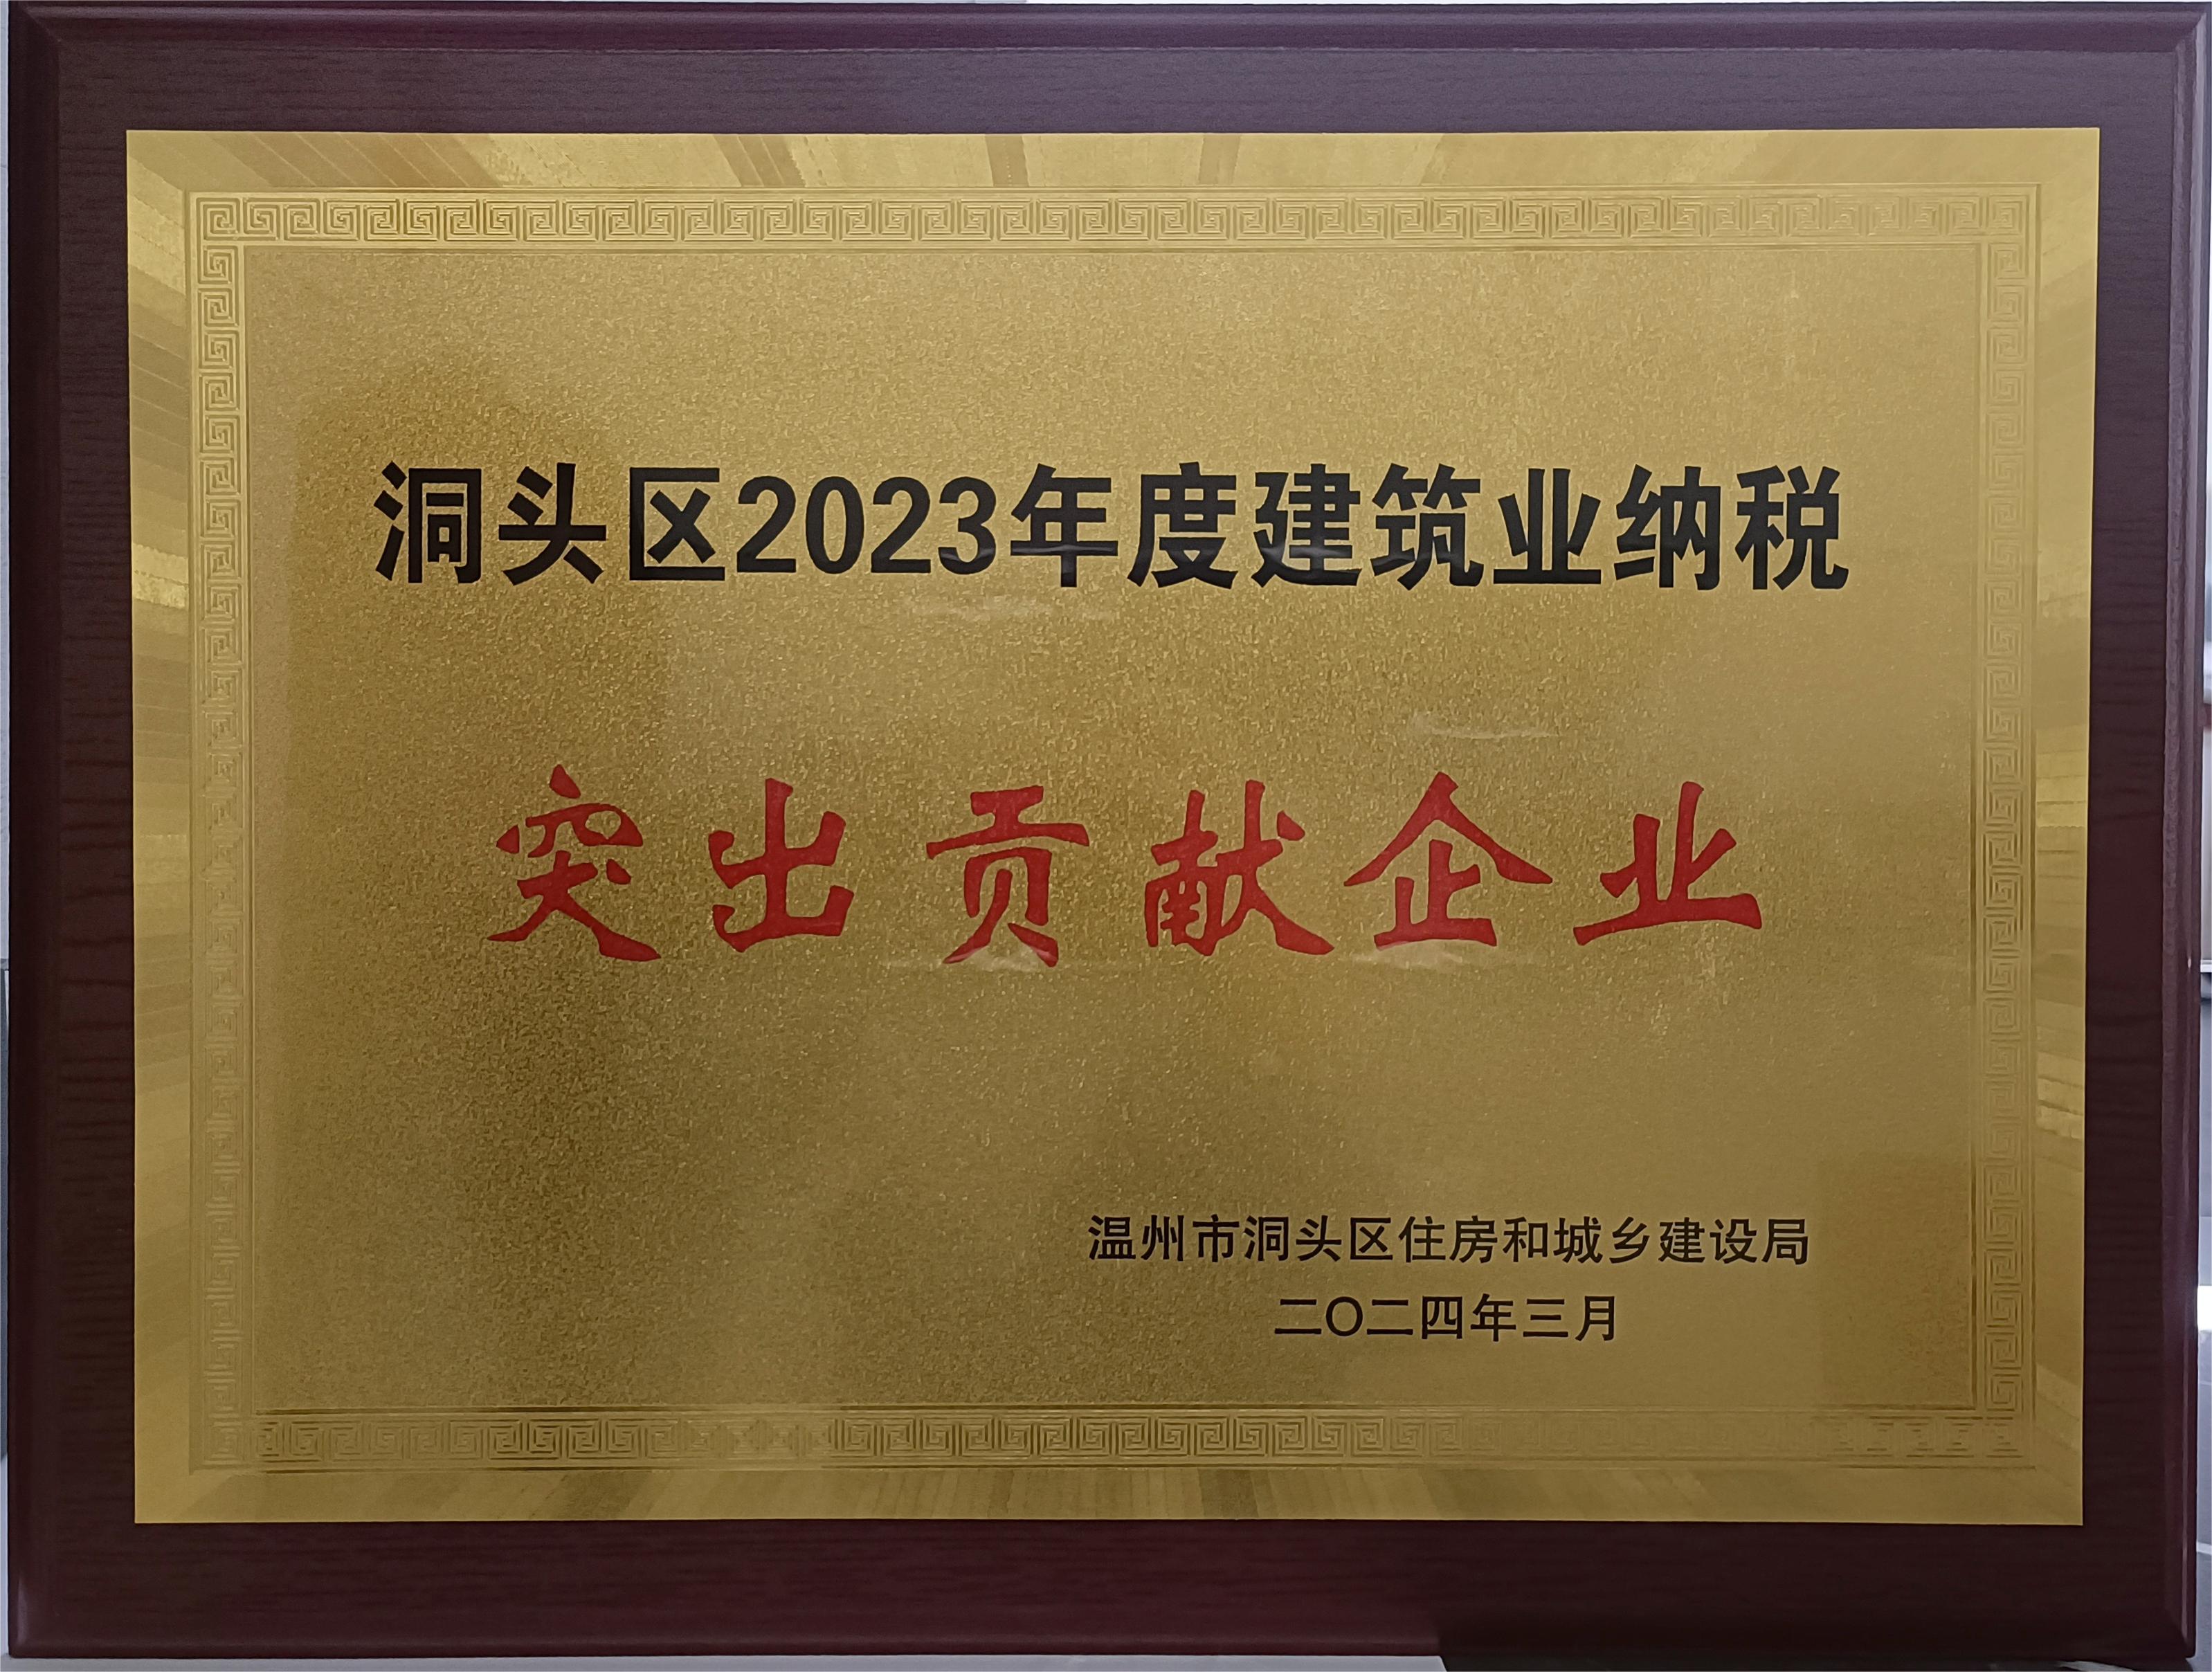 洞头区2023年度建筑业纳税
突出贡献企业
温州市洞头区住房和城乡建设局
二〇二四年三月